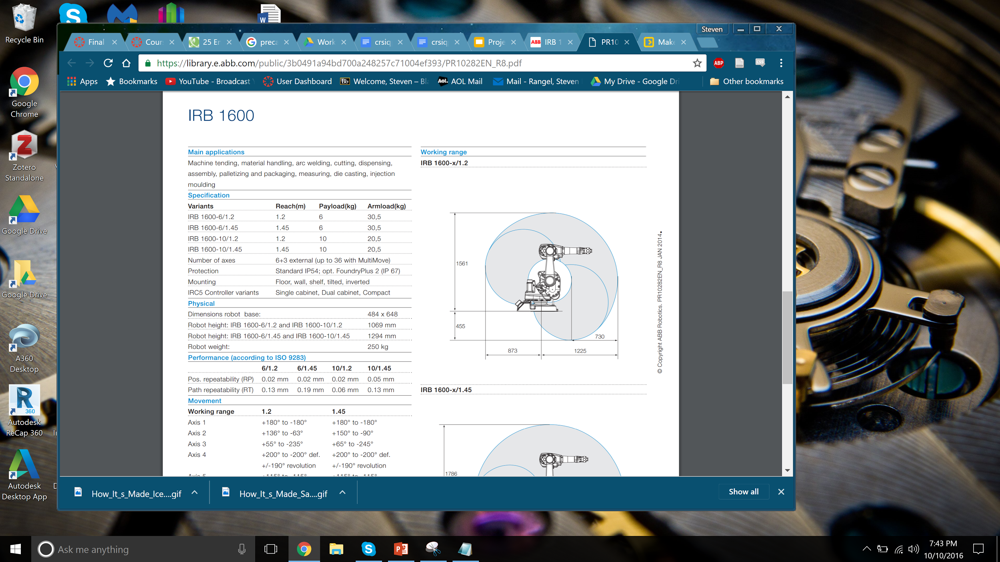 Recycle Bin
Steven
Final
Cour
25 Er
preca
Work
crsiq
crsiq
Proje
ABB
IRB 1
PR10
Make
https://library.e.abb.com/public/3b0491a94bd700a248257c71004ef393/PR10282EN_R8.pdf
ABP
CSS
Apps
Bookmarks
YouTube - Broadcast
User Dashboard
Bb
Welcome, Steven – Bla
Aol.
AOL Mail
Mail - Rangel, Steven
My Drive - Google Dri
Other bookmarks
Google
Chrome
Zotero
Standalone
Google Drive
Google Drive
A360
Desktop
360
Autodesk
ReCap 360
Autodesk
Desktop App
IRB 1600
Main applications
Machine tending, material handling, arc welding, cutting, dispensing,
assembly, palletizing and packaging, measuring, die casting, injection
moulding
Specification
Variants Reach(m) Payload(kg) Armload(kg)
IRB 1600-6/1.2 1.2 6 30,5
IRB 1600-6/1.45 1.45 6 30,5
IRB 1600-10/1.2 1.2 10 20,5
IRB 1600-10/1.45 1.45 10 20,5
Number of axes 6+3 external (up to 36 with MultiMove)
Protection Standard IP54; opt. FoundryPlus 2 (IP 67)
Mounting Floor, wall, shelf, tilted, inverted
IRC5 Controller variants Single cabinet, Dual cabinet, Compact
Physical
Dimensions robot base: 484 x 648
Robot height: IRB 1600-6/1.2 and IRB 1600-10/1.2 1069 mm
Robot height: IRB 1600-6/1.45 and IRB 1600-10/1.45 1294 mm
Robot weight: 250 kg
Performance (according to ISO 9283)
6/1.2 6/1.45 10/1.2 10/1.45
Pos. repeatability (RP) 0.02 mm 0.02 mm 0.02 mm 0.05 mm
Path repeatability (RT) 0.13 mm 0.19 mm 0.06 mm 0.13 mm
Movement
Working range 1.2 1.45
Axis 1 +180° to -180° +180° to -180°
Axis 2 +136° to -63° +150° to -90°
Axis 3 +55° to -235° +65° to -245°
Axis 4 +200° to -200° def. +200° to -200° def.
+/-190° revolution +/-190° revolution
Axis 5 +115° to -115° +115° to -115°
Working range
IRB 1600-x/1.2
1561
455
730
873
1225
IRB 1600-x/1.45
1786
© Copyright ABB Robotics. PR10282EN_R8 JAN 2014.
How_It_s_Made_Ice....gif
How_It_s_Made_Sa....gif
Show all
Ask me anything
7:43 PM
10/10/2016